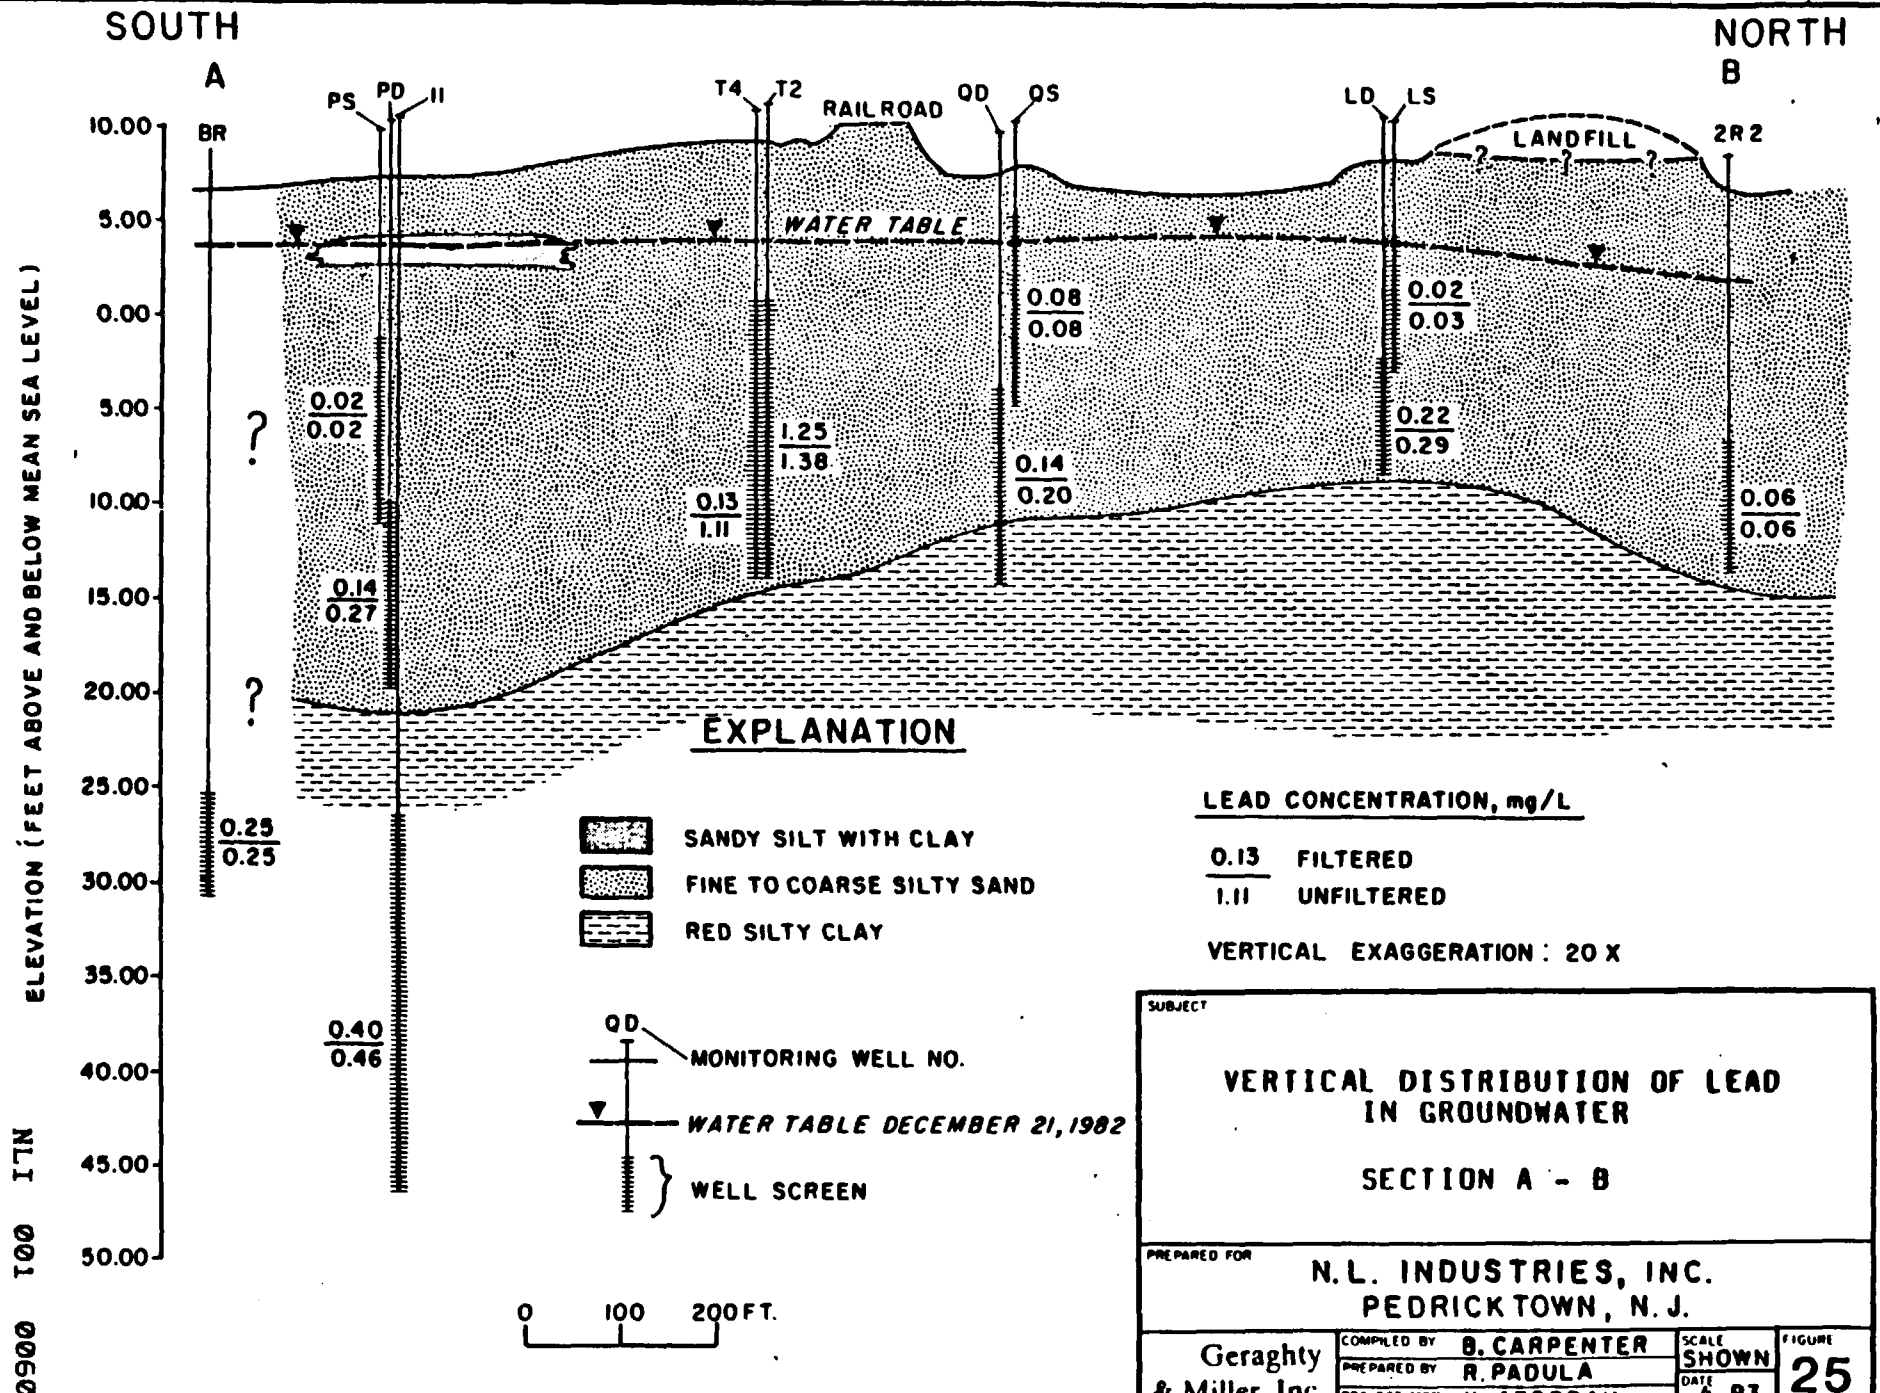 SOUTH
NORTH
A
B
PS
PD
11
T4
T2
RAILROAD
QD
QS
LD
LS
LANDFILL
? ? ?
2R2
BR
10.00
5.00
0.00
5.00
10.00
15.00
20.00
25.00
30.00
35.00
40.00
45.00
50.00
ELEVATION (FEET ABOVE AND BELOW MEAN SEA LEVEL)
WATER TABLE
0.08
0.08
0.02
0.03
0.02
0.02
?
1.25
1.38
0.14
0.20
0.22
0.29
0.13
1.11
0.06
0.06
0.14
0.27
?
0.25
0.25
0.40
0.46
EXPLANATION
SANDY SILT WITH CLAY
FINE TO COARSE SILTY SAND
RED SILTY CLAY
QD
MONITORING WELL NO.
WATER TABLE DECEMBER 21, 1982
WELL SCREEN
0 100 200 FT.
LEAD CONCENTRATION, mg/L
0.13 FILTERED
1.11 UNFILTERED
VERTICAL EXAGGERATION : 20 X
SUBJECT
VERTICAL DISTRIBUTION OF LEAD
IN GROUNDWATER
SECTION A - B
PREPARED FOR
N.L. INDUSTRIES, INC.
PEDRICKTOWN, N.J.
Geraghty
& Miller, Inc.
COMPILED BY B. CARPENTER
PREPARED BY R. PADULA
SCALE
SHOWN
DATE
FIGURE
25
NLI 001 0060